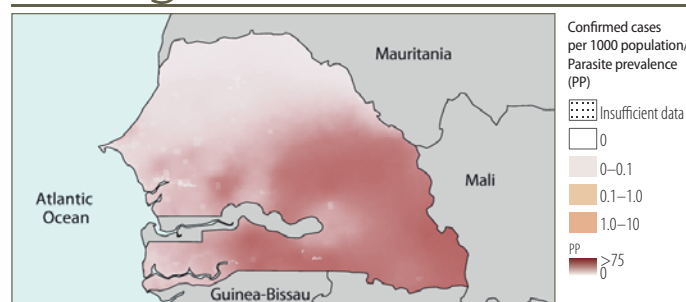 Mauritania
Mali
Atlantic
Ocean
Guinea-Bissau
Confirmed cases
per 1000 population/
Parasite prevalence
(PP)
Insufficient data
0
0–0.1
0.1–1.0
1.0–10
PP
>75
0